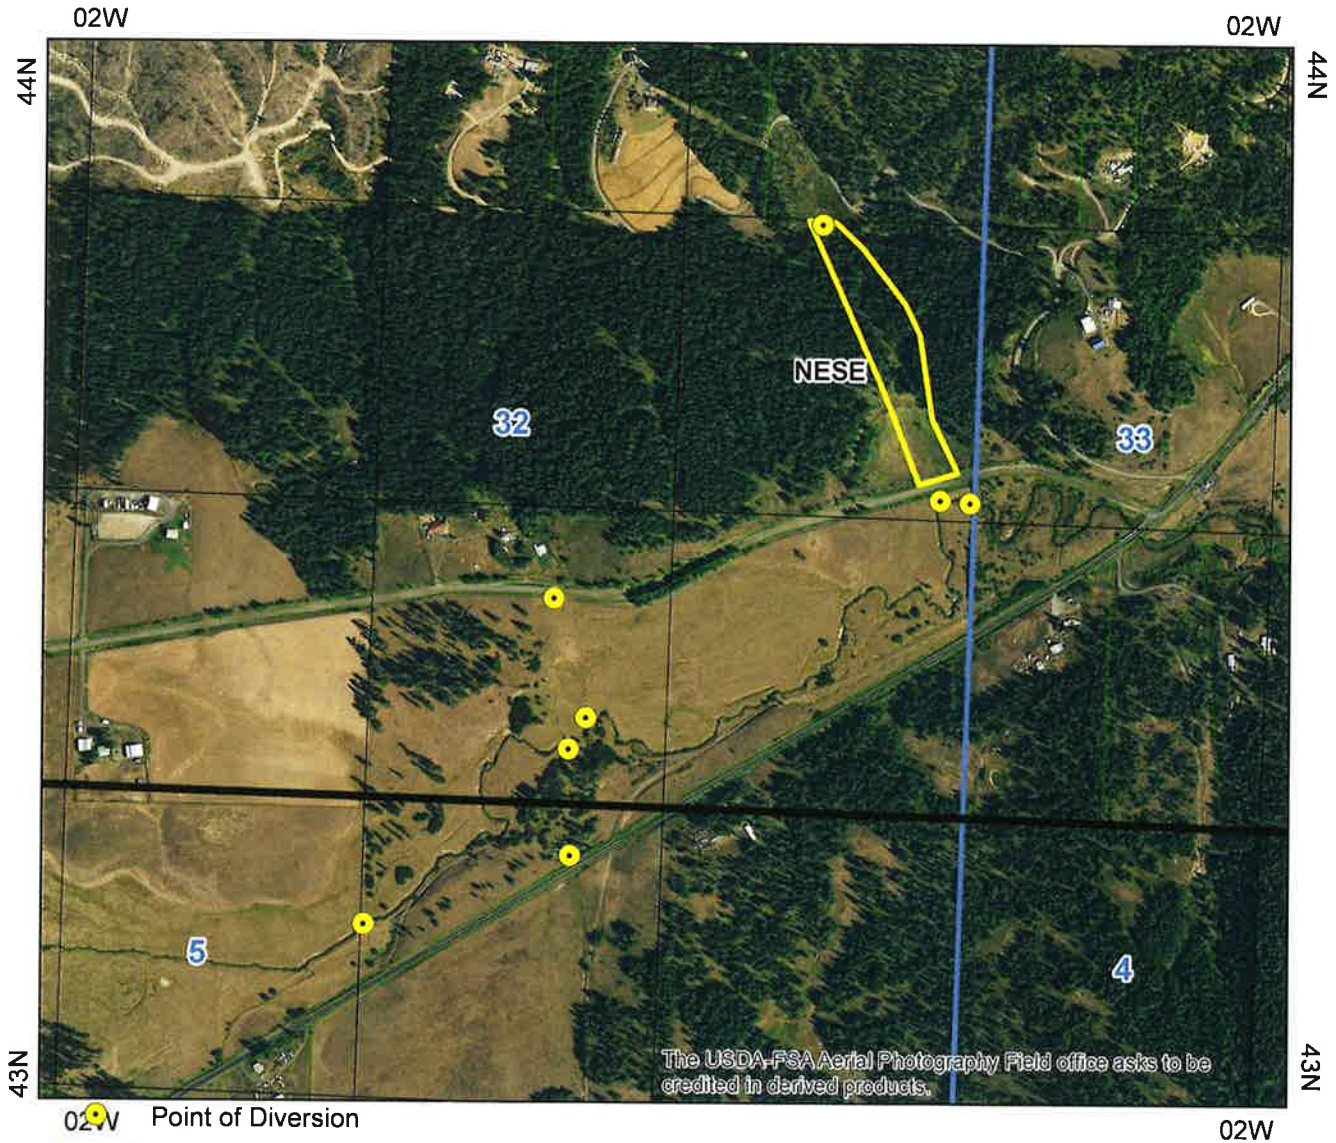 02W 02W
44N 44N
NESE
32 33
5 4
The USDA-FSA Aerial Photography Field office asks to be
credited in derived products.
43N 43N
02W Point of Diversion
02W